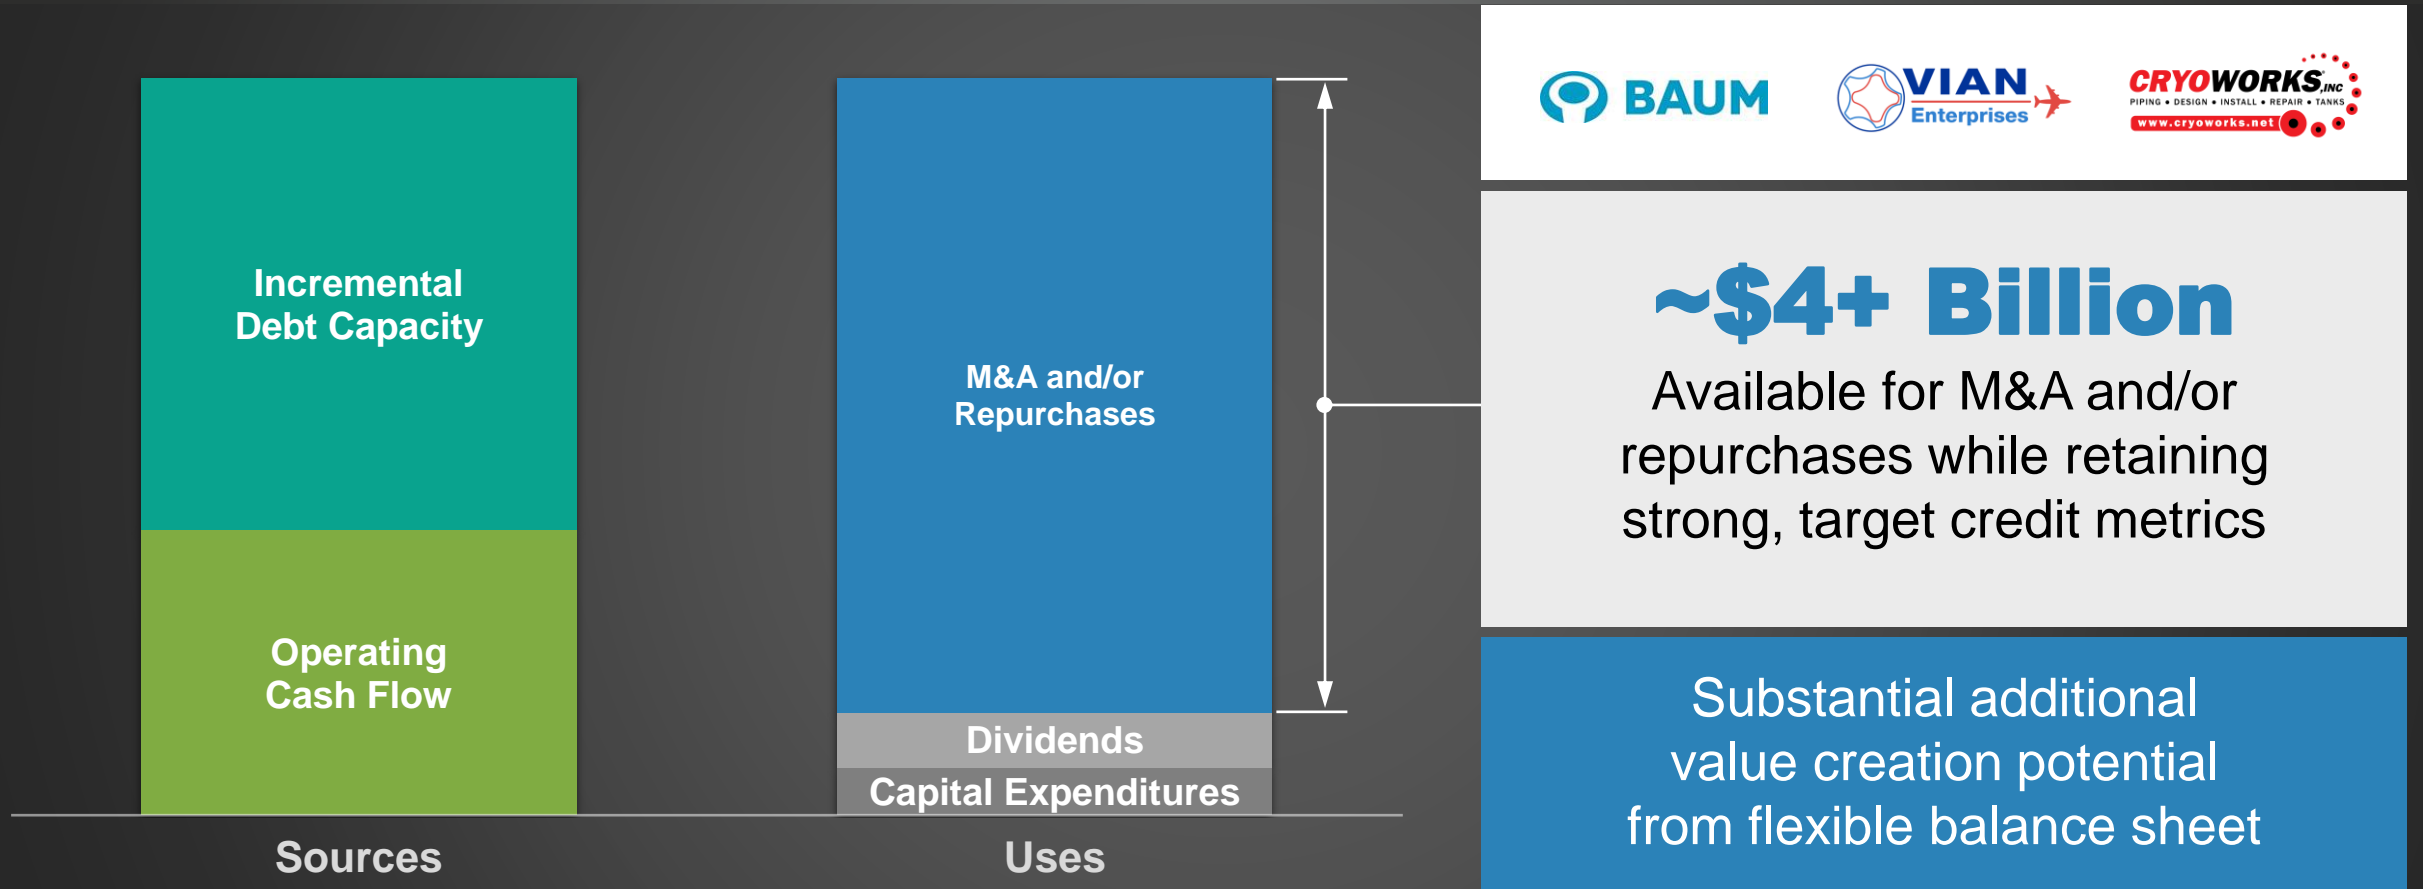 Incremental
Debt Capacity
Operating
Cash Flow
Sources
M&A and/or
Repurchases
Dividends
Capital Expenditures
Uses
BAUM
VIAN
Enterprises
CRYOWORKS,INC
PIPING • DESIGN • INSTALL • REPAIR • TANKS
www.cryoworks.net
~$4+ Billion
Available for M&A and/or
repurchases while retaining
strong, target credit metrics
Substantial additional
value creation potential
from flexible balance sheet